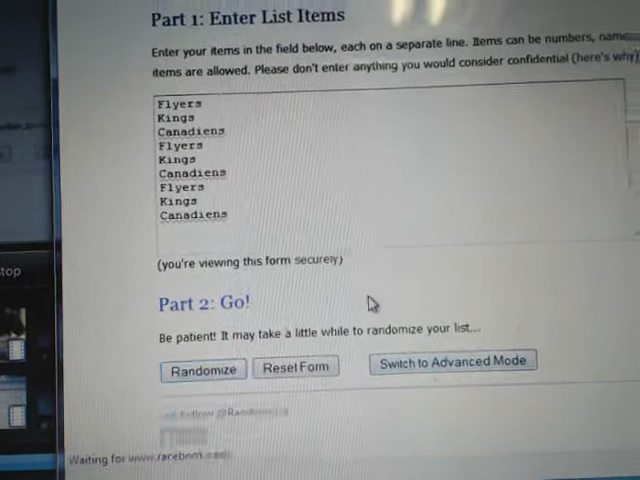 Part 1: Enter List Items
Enter your items in the field below, each on a separate line. Items can be numbers, names
items are allowed. Please don't enter anything you would consider confidential (here's why)
Flyers
Kings
Canadiens
Flyers
Kings
Canadiens
Flyers
Kings
Canadiens
(you're viewing this form securely)
top
Part 2: Go!
Be patient! It may take a little while to randomize your list...
Randomize Reset Form Switch to Advanced Mode
Follow
Waiting for